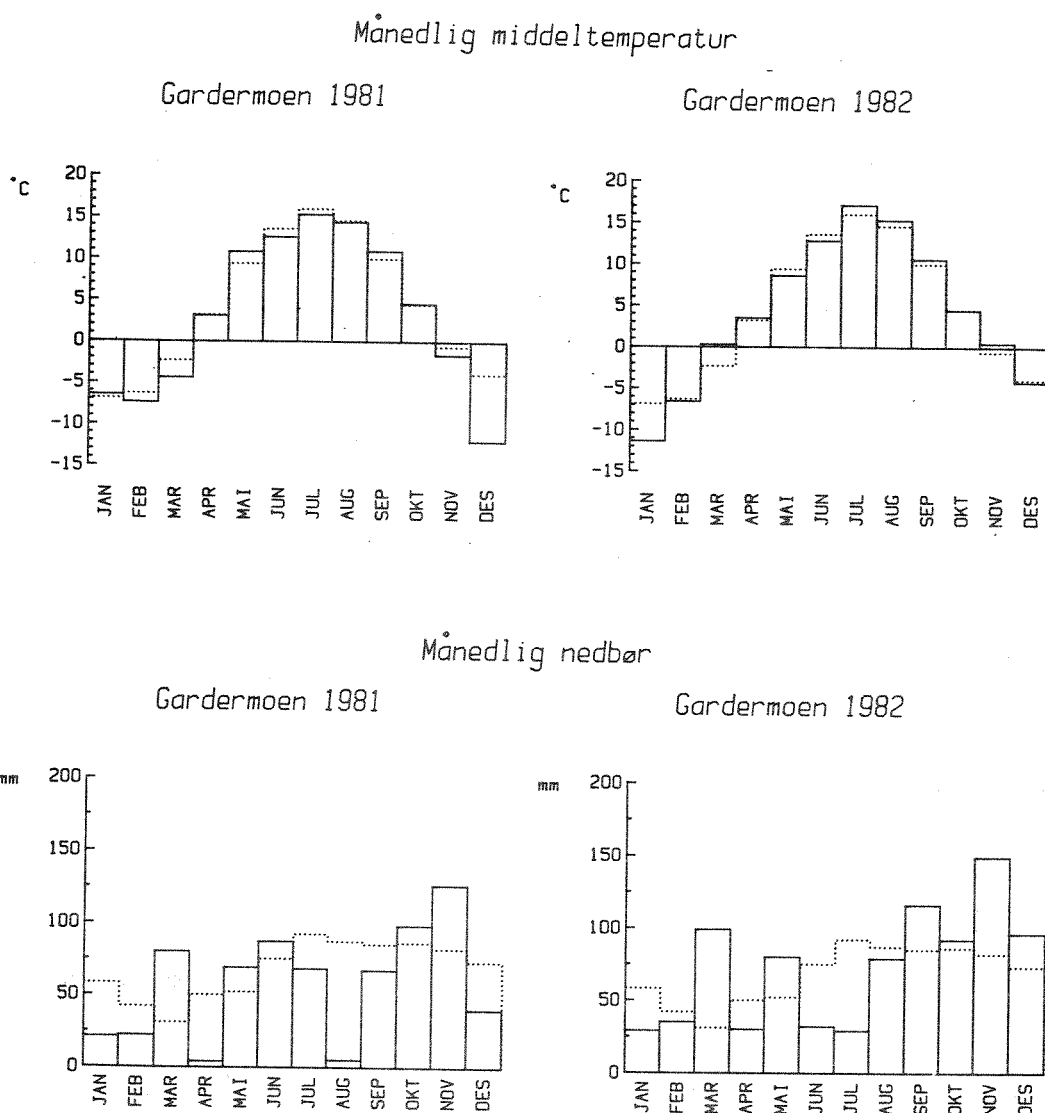 Månedlig middeltemperatur
Gardermoen 1981
Gardermoen 1982
°C
20
15
10
5
0
-5
-10
-15
JAN FEB MAR APR MAI JUN JUL AUG SEP OKT NOV DES
°C
20
15
10
5
0
-5
-10
-15
JAN FEB MAR APR MAI JUN JUL AUG SEP OKT NOV DES
Månedlig nedbør
Gardermoen 1981
Gardermoen 1982
mm
200
150
100
50
0
JAN FEB MAR APR MAI JUN JUL AUG SEP OKT NOV DES
mm
200
150
100
50
0
JAN FEB MAR APR MAI JUN JUL AUG SEP OKT NOV DES